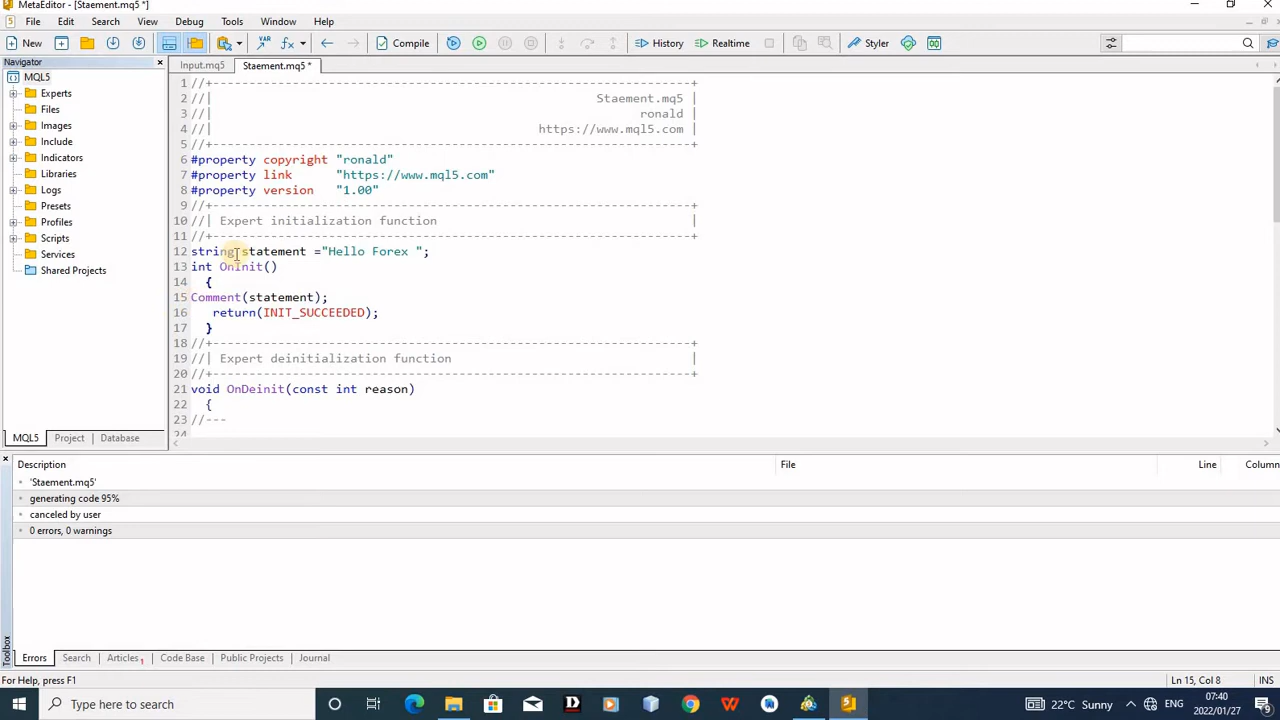 MetaEditor - [Staement.mq5 *]
File Edit Search View Debug Tools Window Help
New Compile History Realtime Styler
Navigator
Input.mq5 Staement.mq5 *
MQL5
Experts
Files
Images
Include
Indicators
Libraries
Logs
Presets
Profiles
Scripts
Services
Shared Projects
MQL5 Project Database
1 //+------------------------------------------------------------------+
2 //| Staement.mq5 |
3 //| ronald |
4 //| https://www.mql5.com |
5 //+------------------------------------------------------------------+
6 #property copyright "ronald"
7 #property link "https://www.mql5.com"
8 #property version "1.00"
9 //+------------------------------------------------------------------+
10 //| Expert initialization function |
11 //+------------------------------------------------------------------+
12 string statement ="Hello Forex ";
13 int OnInit()
14 {
15 Comment(statement);
16 return(INIT_SUCCEEDED);
17 }
18 //+------------------------------------------------------------------+
19 //| Expert deinitialization function |
20 //+------------------------------------------------------------------+
21 void OnDeinit(const int reason)
22 {
23 //---
24
Description File Line Column
'Staement.mq5'
generating code 95%
canceled by user
0 errors, 0 warnings
Toolbox
Errors Search Articles 1 Code Base Public Projects Journal
For Help, press F1 Ln 15, Col 8 INS
Type here to search
22°C Sunny ENG 07:40
2022/01/27